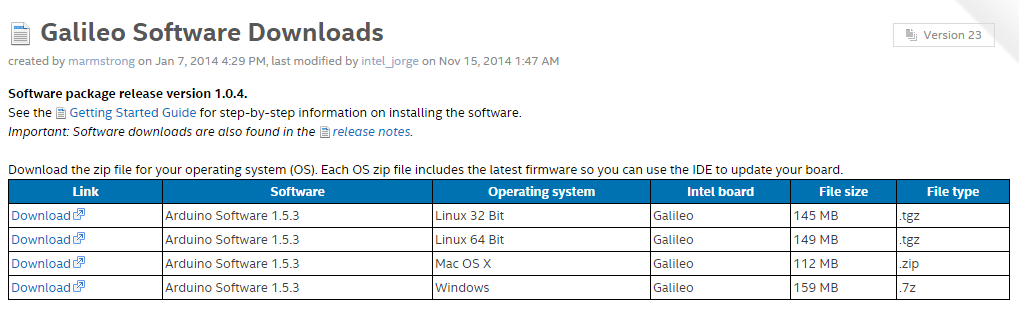 Galileo Software Downloads
Version 23
created by marmstrong on Jan 7, 2014 4:29 PM, last modified by intel_jorge on Nov 15, 2014 1:47 AM
Software package release version 1.0.4.
See the Getting Started Guide for step-by-step information on installing the software.
Important: Software downloads are also found in the release notes.
Download the zip file for your operating system (OS). Each OS zip file includes the latest firmware so you can use the IDE to update your board.
Link Software Operating system Intel board File size File type
Download Arduino Software 1.5.3 Linux 32 Bit Galileo 145 MB .tgz
Download Arduino Software 1.5.3 Linux 64 Bit Galileo 149 MB .tgz
Download Arduino Software 1.5.3 Mac OS X Galileo 112 MB .zip
Download Arduino Software 1.5.3 Windows Galileo 159 MB .7z